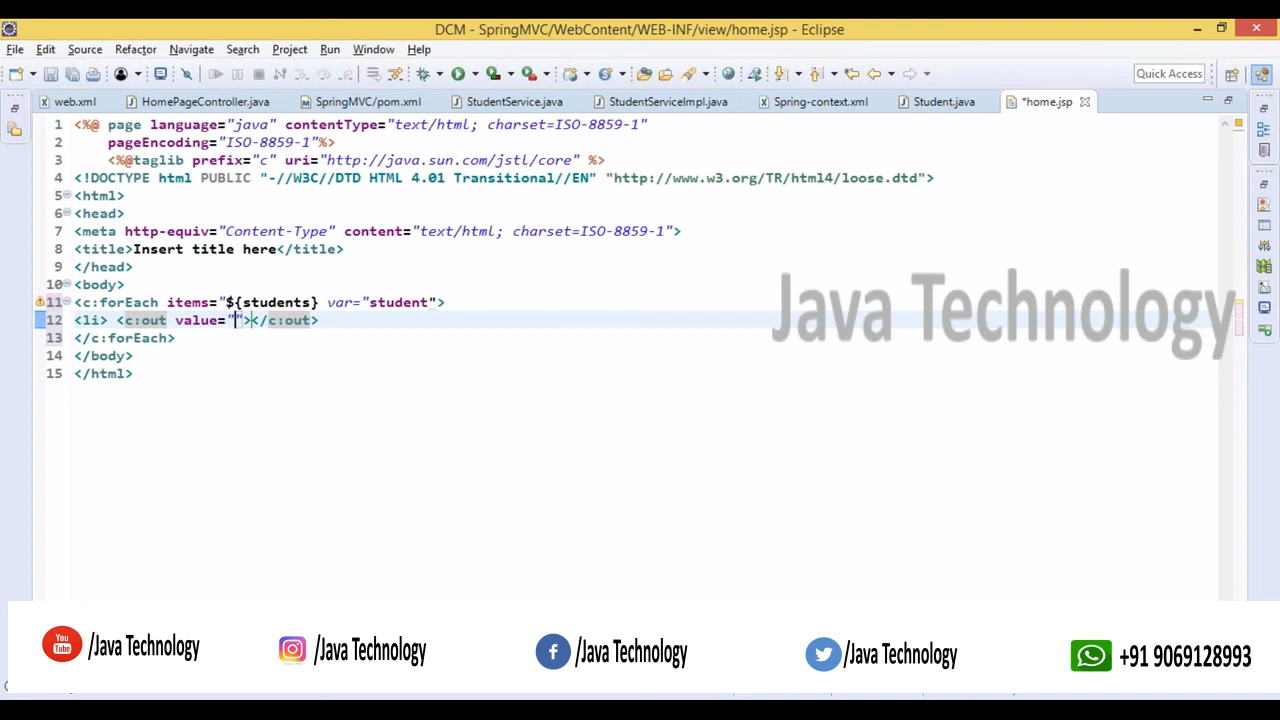 DCM - SpringMVC/WebContent/WEB-INF/view/home.jsp - Eclipse
File Edit Source Refactor Navigate Search Project Run Window Help
Quick Access
web.xml HomePageController.java SpringMVC/pom.xml StudentService.java StudentServiceImpl.java Spring-context.xml Student.java *home.jsp
1 <%@ page language="java" contentType="text/html; charset=ISO-8859-1"
2 pageEncoding="ISO-8859-1"%>
3 <%@taglib prefix="c" uri="http://java.sun.com/jstl/core" %>
4 <!DOCTYPE html PUBLIC "-//W3C//DTD HTML 4.01 Transitional//EN" "http://www.w3.org/TR/html4/loose.dtd">
5 <html>
6 <head>
7 <meta http-equiv="Content-Type" content="text/html; charset=ISO-8859-1">
8 <title>Insert title here</title>
9 </head>
10 <body>
11 <c:forEach items="${students} var="student">
12 <li> <c:out value=""></c:out>
13 </c:forEach>
14 </body>
15 </html>
Java Technology
You Tube /Java Technology /Java Technology /Java Technology /Java Technology +91 9069128993